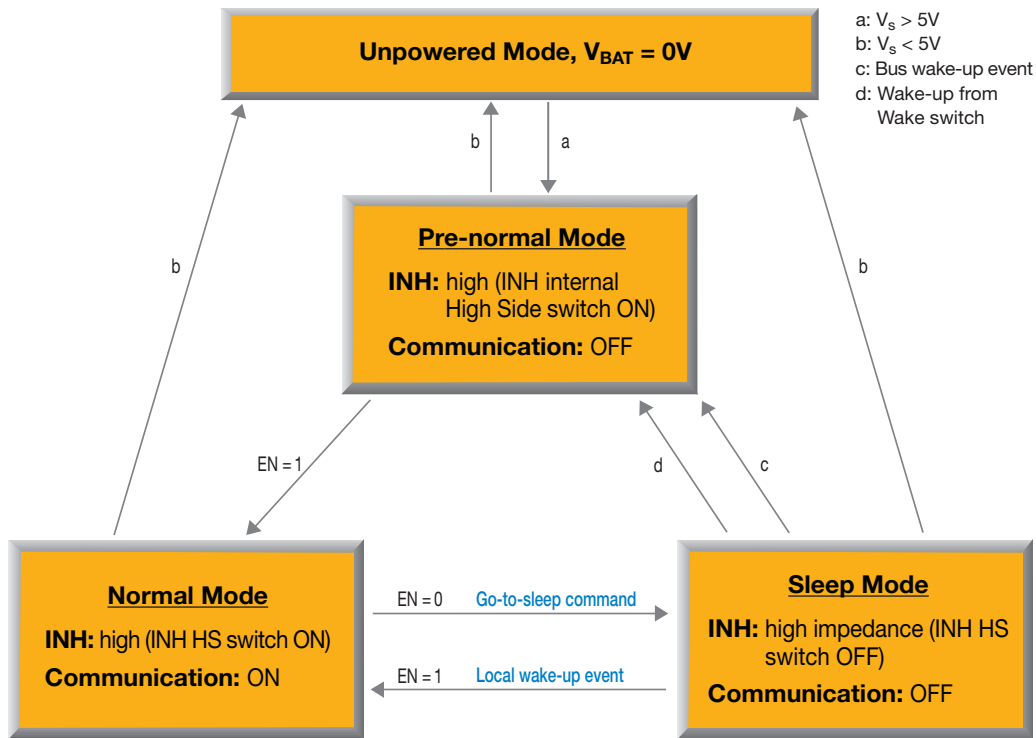 Unpowered Mode, VBAT = 0V
a: Vs > 5V
b: Vs < 5V
c: Bus wake-up event
d: Wake-up from
Wake switch
b
a
Pre-normal Mode
INH: high (INH internal
High Side switch ON)
Communication: OFF
b
b
EN = 1
d
c
Normal Mode
INH: high (INH HS switch ON)
Communication: ON
EN = 0 Go-to-sleep command
EN = 1 Local wake-up event
Sleep Mode
INH: high impedance (INH HS
switch OFF)
Communication: OFF